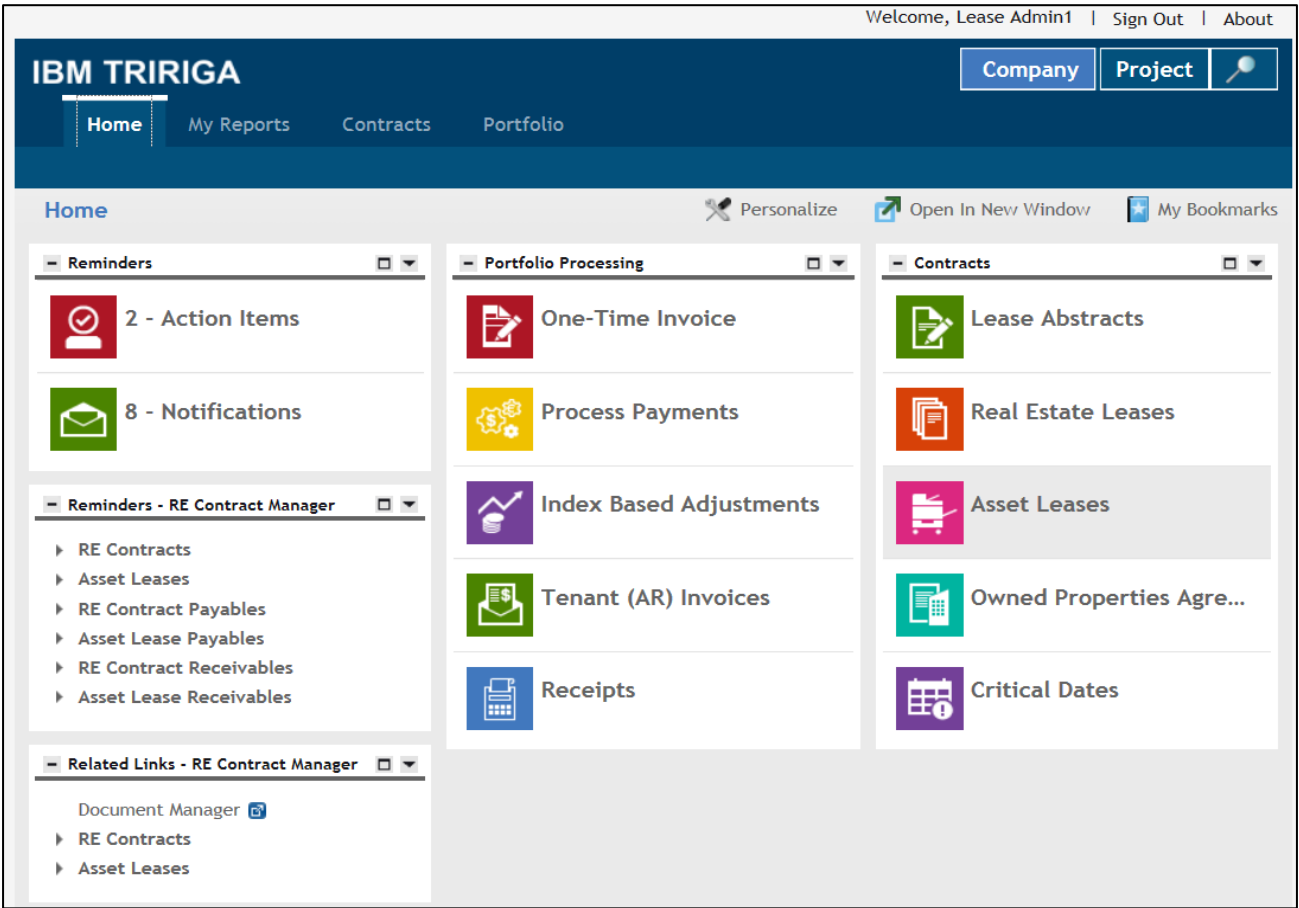 Welcome, Lease Admin1 | Sign Out | About
IBM TRIRIGA
Company Project
Home My Reports Contracts Portfolio
Home
Personalize Open In New Window My Bookmarks
Reminders
2 - Action Items
8 - Notifications
Reminders - RE Contract Manager
RE Contracts
Asset Leases
RE Contract Payables
Asset Lease Payables
RE Contract Receivables
Asset Lease Receivables
Related Links - RE Contract Manager
Document Manager
RE Contracts
Asset Leases
Portfolio Processing
One-Time Invoice
Process Payments
Index Based Adjustments
Tenant (AR) Invoices
Receipts
Contracts
Lease Abstracts
Real Estate Leases
Asset Leases
Owned Properties Agre...
Critical Dates